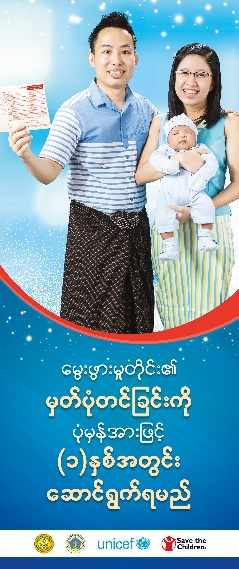 မွေးဖွားမှုတိုင်း၏
မှတ်ပုံတင်ခြင်းကို
ပုံမှန်အားဖြင့်
(၁)နှစ်အတွင်း
ဆောင်ရွက်ရမည်
unicef
Save the Children.